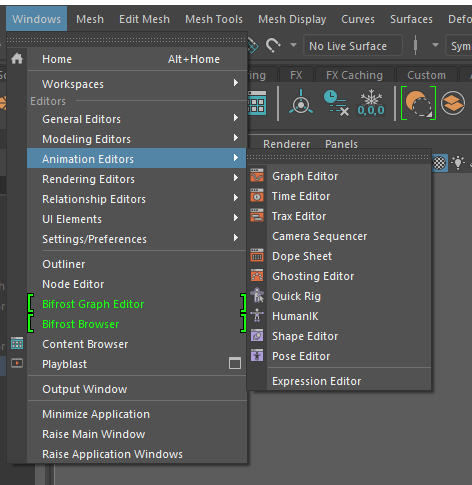 Windows Mesh Edit Mesh Mesh Tools Mesh Display Curves Surfaces Defo
No Live Surface Sym
FX FX Caching Custom
0,0,0
Renderer Panels
Home Alt+Home
Workspaces
Editors
General Editors
Modeling Editors
Animation Editors
Rendering Editors
Relationship Editors
UI Elements
Settings/Preferences
Outliner
Node Editor
Bifrost Graph Editor
Bifrost Browser
Content Browser
Playblast
Output Window
Minimize Application
Raise Main Window
Raise Application Windows
Graph Editor
Time Editor
Trax Editor
Camera Sequencer
Dope Sheet
Ghosting Editor
Quick Rig
HumanIK
Shape Editor
Pose Editor
Expression Editor